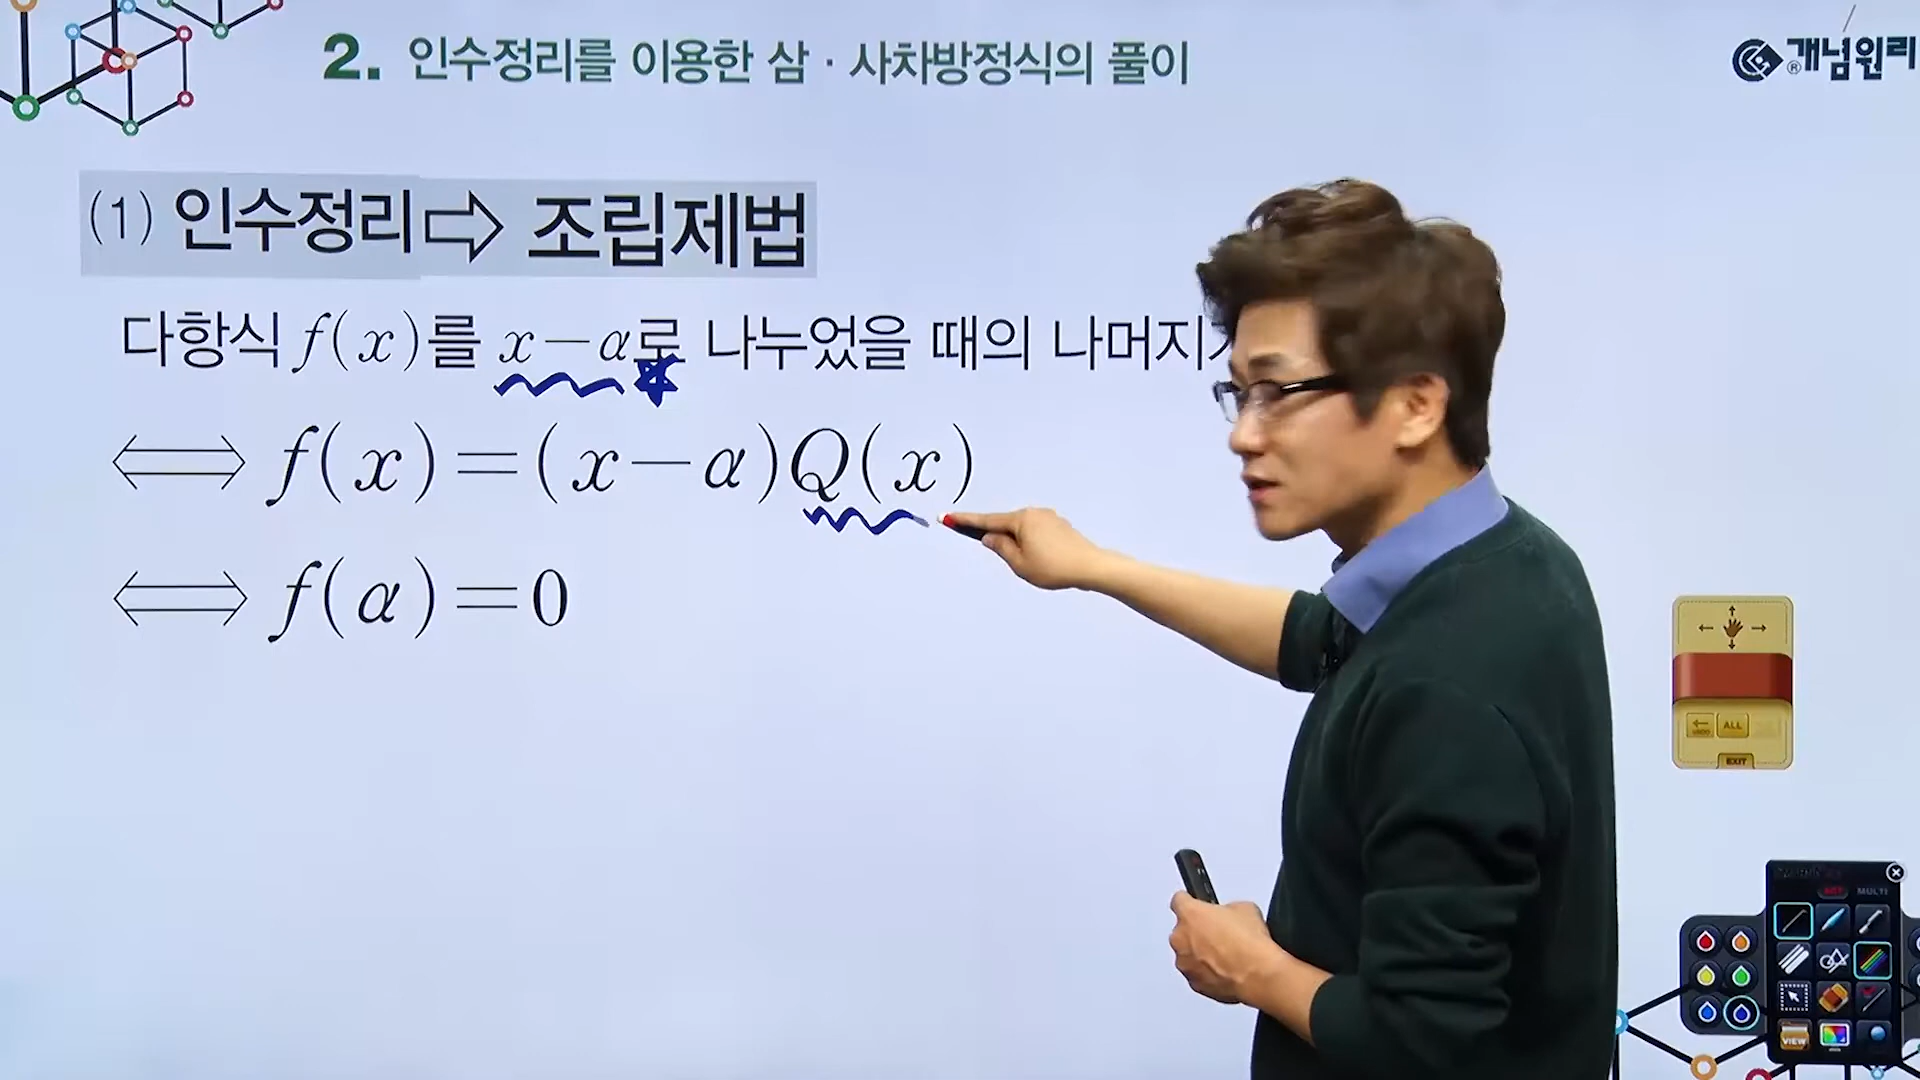 2. 인수정리를 이용한 삼 · 사차방정식의 풀이
개념원리
®
(1) 인수정리 ⇨ 조립제법
다항식 f(x)를 x-α로 나누었을 때의 나머지
⟺ f(x)=(x-α)Q(x)
⟺ f(α)=0
UNDO ALL
EXIT
MULTI
VIEW